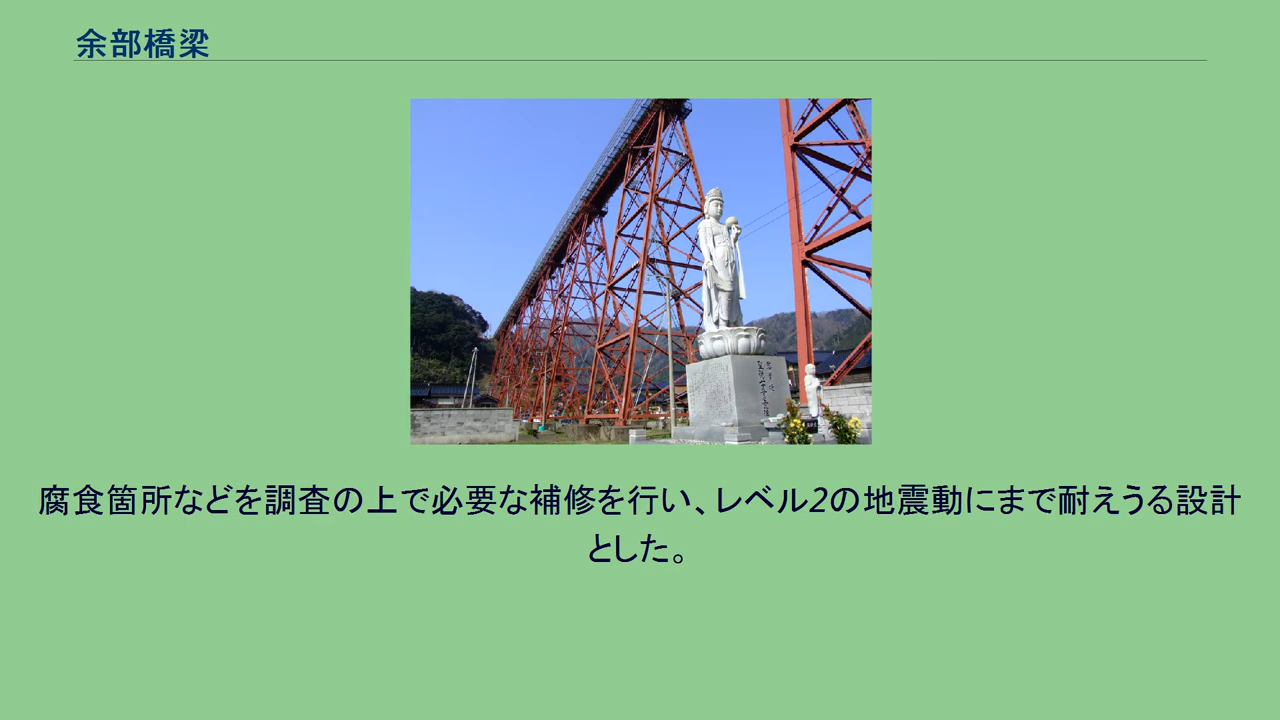 余部橋梁
腐食箇所などを調査の上で必要な補修を行い、レベル2の地震動にまで耐えうる設計
とした。